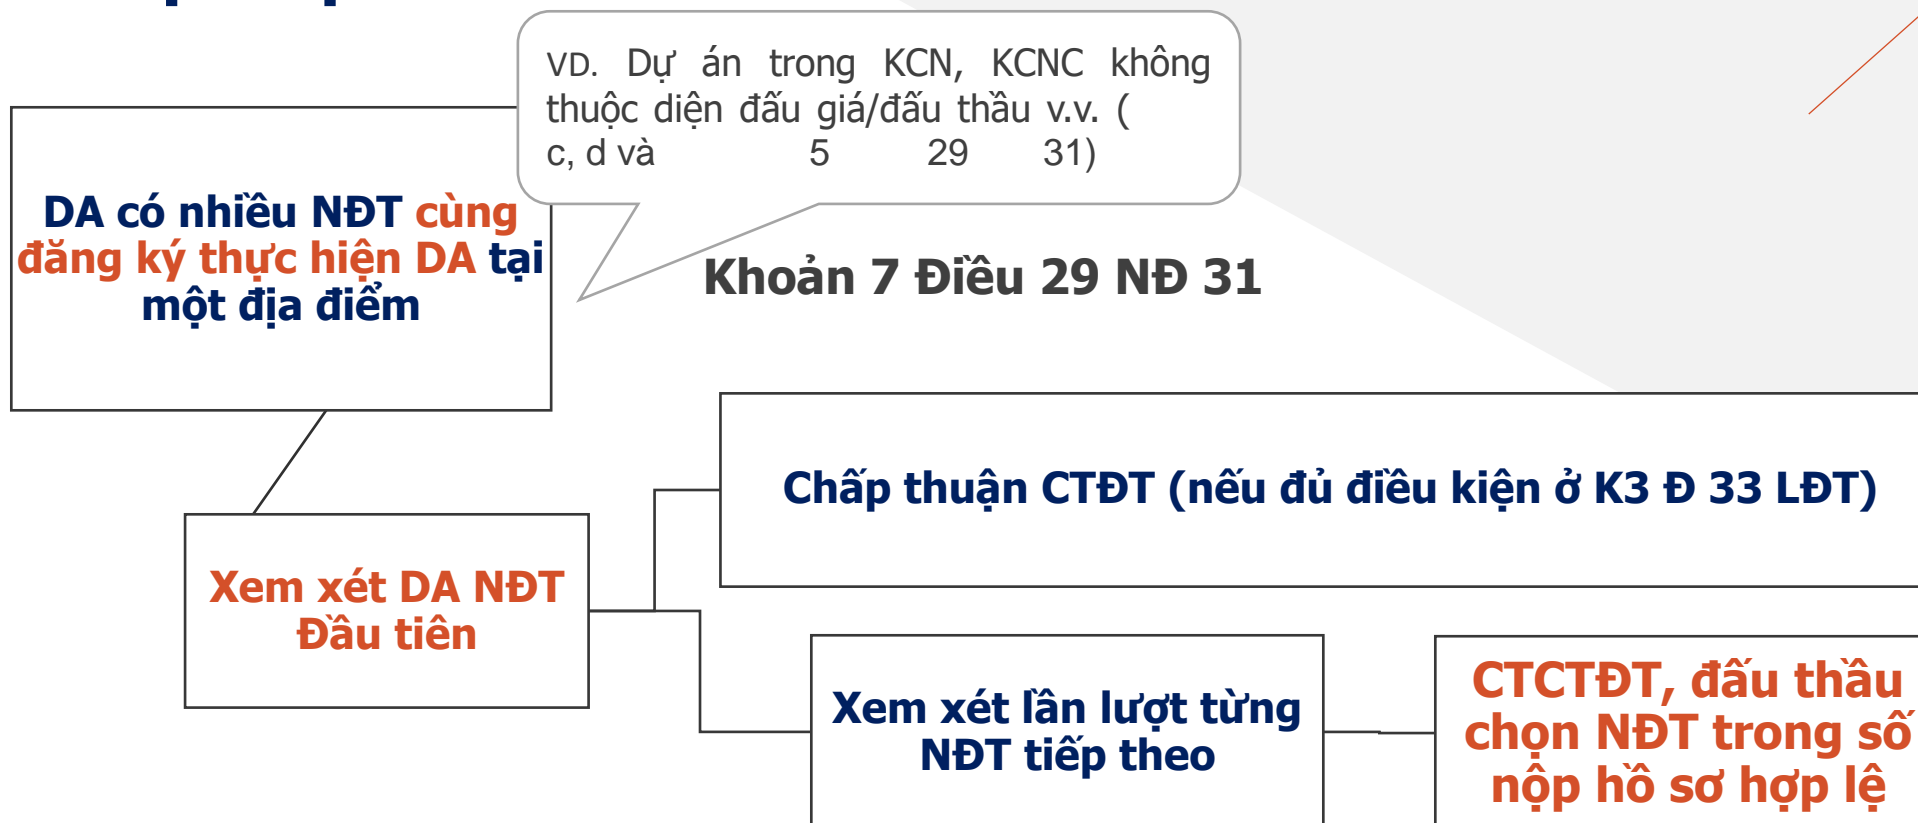 VD. Dự án trong KCN, KCNC không
thuộc diện đấu giá/đấu thầu v.v. (
c, d và 5 29 31)
DA có nhiều NĐT cùng
đăng ký thực hiện DA tại
một địa điểm
Khoản 7 Điều 29 NĐ 31
Chấp thuận CTĐT (nếu đủ điều kiện ở K3 Đ 33 LĐT)
Xem xét DA NĐT
Đầu tiên
Xem xét lần lượt từng
NĐT tiếp theo
CTCTĐT, đấu thầu
chọn NĐT trong số
nộp hồ sơ hợp lệ